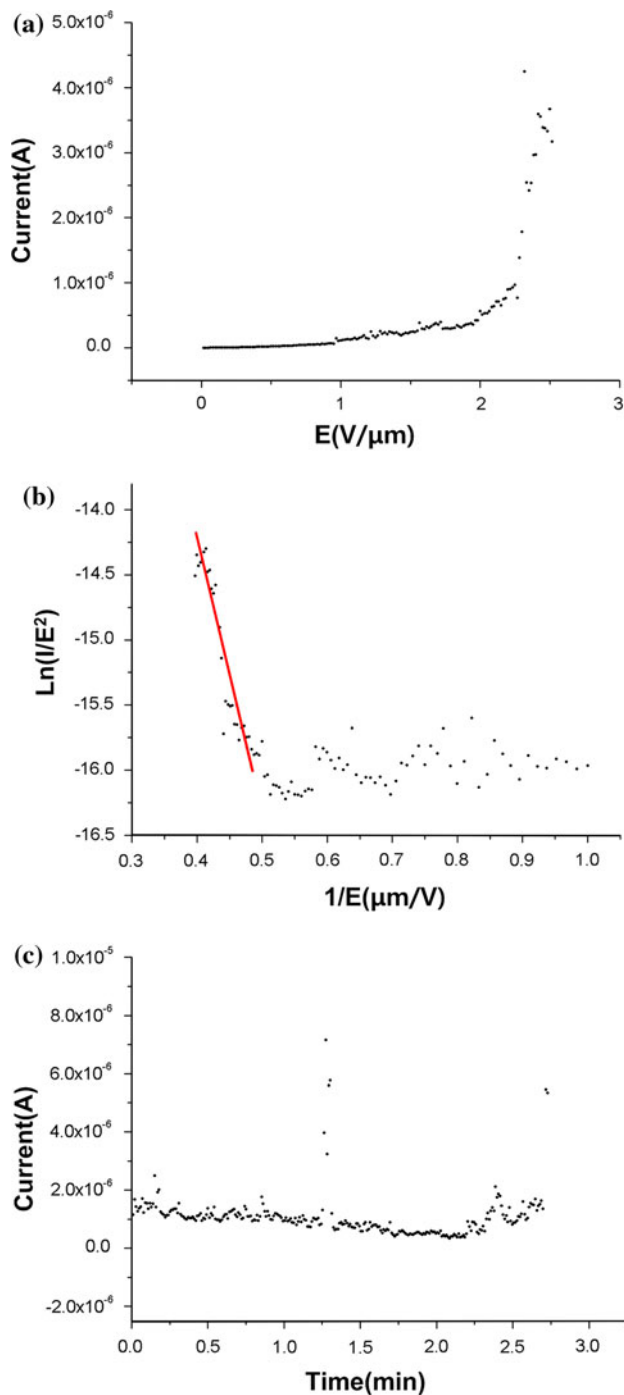 (a)
5.0x10⁻⁶
4.0x10⁻⁶
3.0x10⁻⁶
2.0x10⁻⁶
1.0x10⁻⁶
0.0
Current(A)
0 1 2 3
E(V/μm)
(b)
-14.0
-14.5
-15.0
-15.5
-16.0
-16.5
Ln(I/E²)
0.3 0.4 0.5 0.6 0.7 0.8 0.9 1.0
1/E(μm/V)
(c)
1.0x10⁻⁵
8.0x10⁻⁶
6.0x10⁻⁶
4.0x10⁻⁶
2.0x10⁻⁶
0.0
-2.0x10⁻⁶
Current(A)
0.0 0.5 1.0 1.5 2.0 2.5 3.0
Time(min)